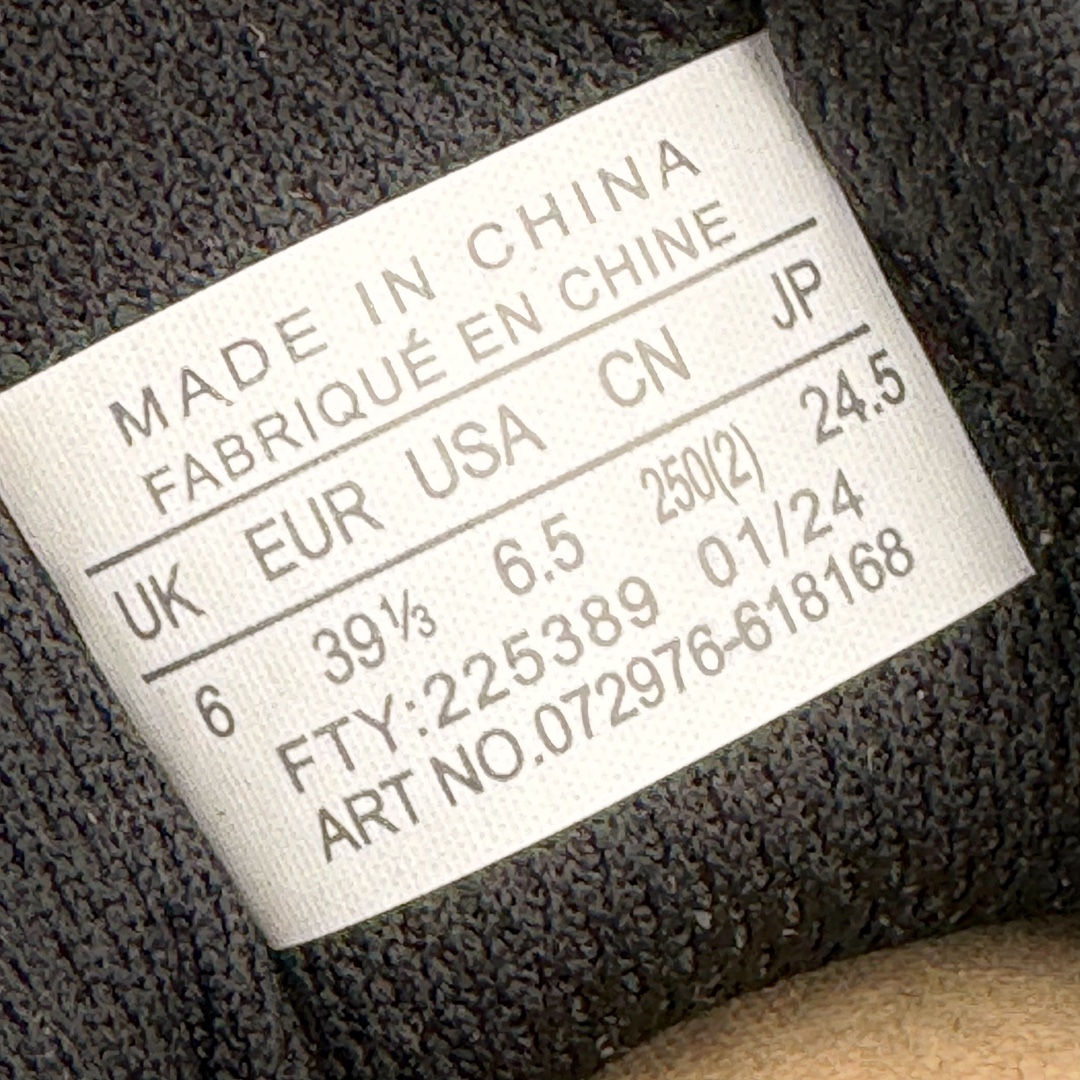 MADE IN CHINA
FABRIQUÉ EN CHINE
UK EUR USA CN JP
6 39⅓ 6.5 250(2) 24.5
FTY:225389 01/24
ART NO.072976-618168